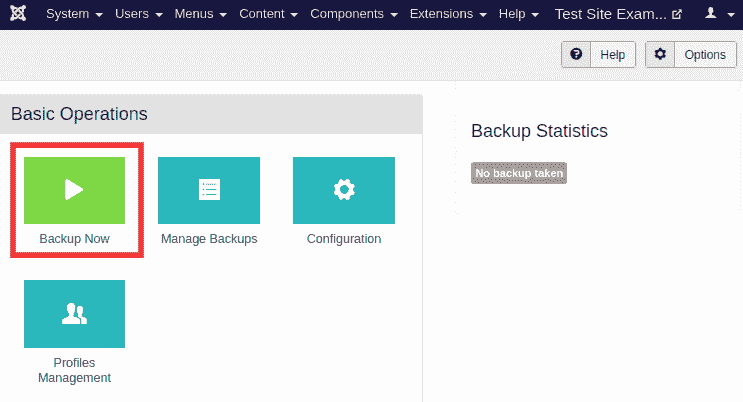 System Users Menus Content Components Extensions Help Test Site Exam...
Help Options
Basic Operations
Backup Statistics
No backup taken
Backup Now Manage Backups Configuration
Profiles
Management